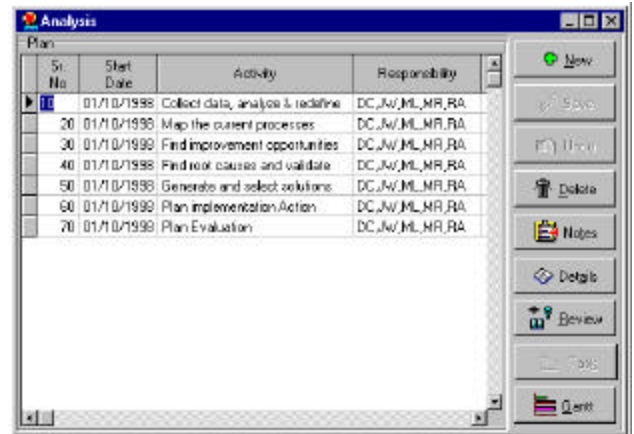 Analysis
Plan
Sr. No Start Date Activity Responsibility
10 01/10/1998 Collect data, analyse & redefine DC,JW,ML,MR,RA
20 01/10/1998 Map the current processes DC,JW,ML,MR,RA
30 01/10/1998 Find improvement opportunities DC,JW,ML,MR,RA
40 01/10/1998 Find root causes and validate DC,JW,ML,MR,RA
50 01/10/1998 Generate and select solutions DC,JW,ML,MR,RA
60 01/10/1998 Plan implementation Action DC,JW,ML,MR,RA
70 01/10/1998 Plan Evaluation DC,JW,ML,MR,RA
New
Save
Delete
Notes
Details
Review
Gantt